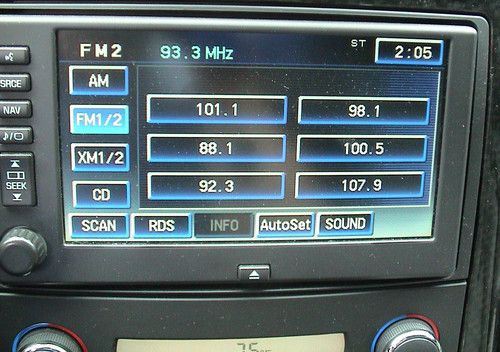 FM2 93.3 MHz ST 2:05
AM
101.1 98.1
FM1/2
88.1 100.5
XM1/2
92.3 107.9
CD
SCAN RDS INFO AutoSet SOUND
SRCE
NAV
SEEK